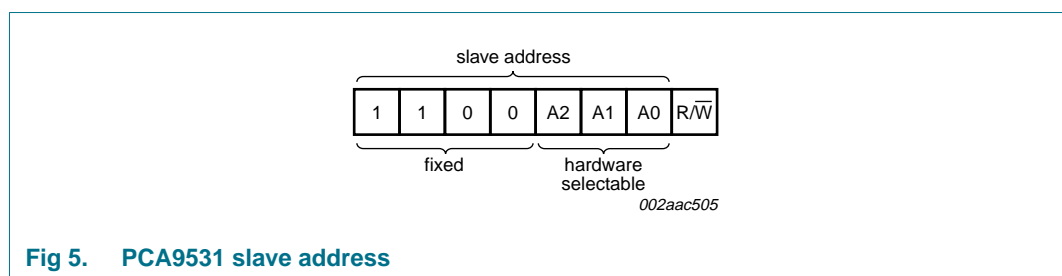 slave address
1 1 0 0 A2 A1 A0 R/W̅
fixed
hardware
selectable
002aac505
Fig 5. PCA9531 slave address